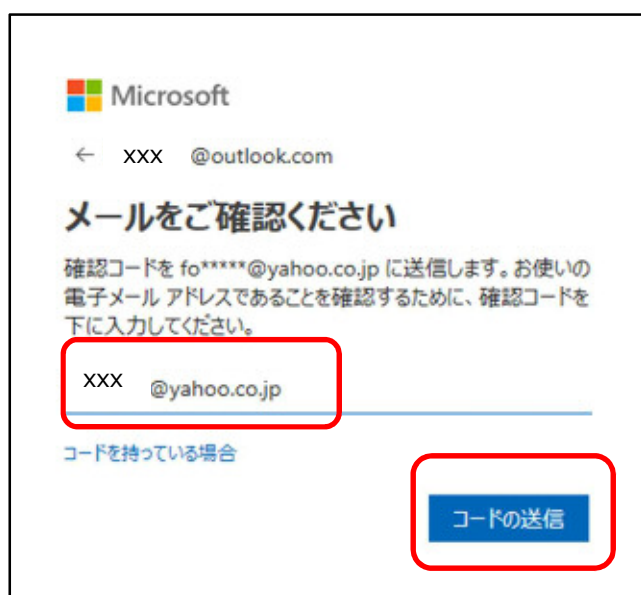 Microsoft
← xxx @outlook.com
メールをご確認ください
確認コードを fo*****@yahoo.co.jp に送信します。お使いの
電子メール アドレスであることを確認するために、確認コードを
下に入力してください。
xxx @yahoo.co.jp
コードを持っている場合
コードの送信